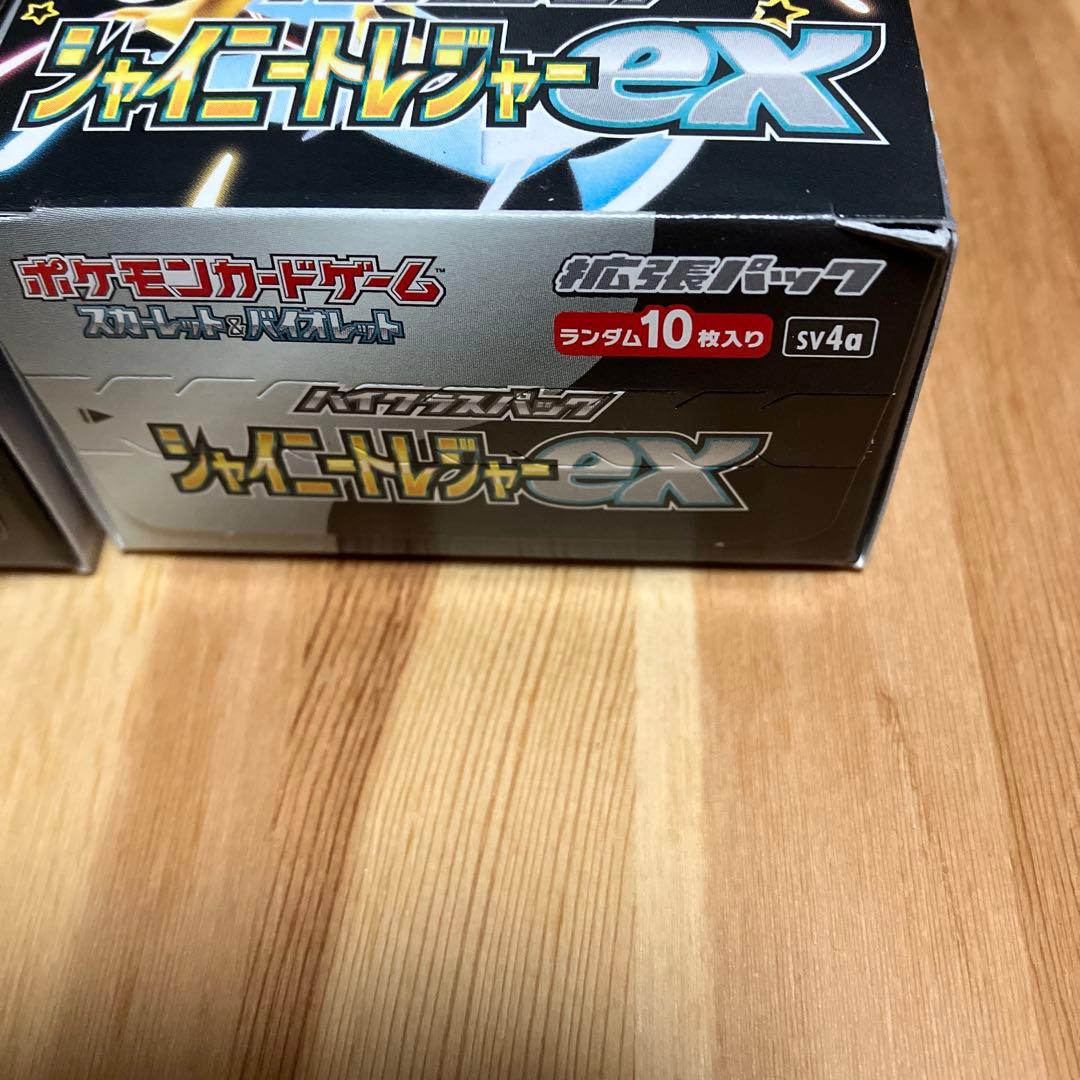 シャイニートレジャーex
ポケモンカードゲーム™
スカーレット&バイオレット
拡張パック
ランダム10枚入り
sv4a
ハイクラスパック
シャイニートレジャーex